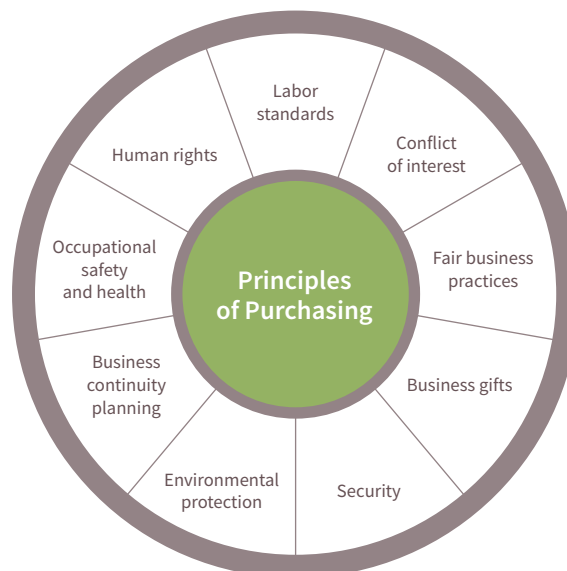 Labor
standards
Conflict
of interest
Fair business
practices
Business gifts
Security
Environmental
protection
Business
continuity
planning
Occupational
safety
and health
Human rights
Principles
of Purchasing